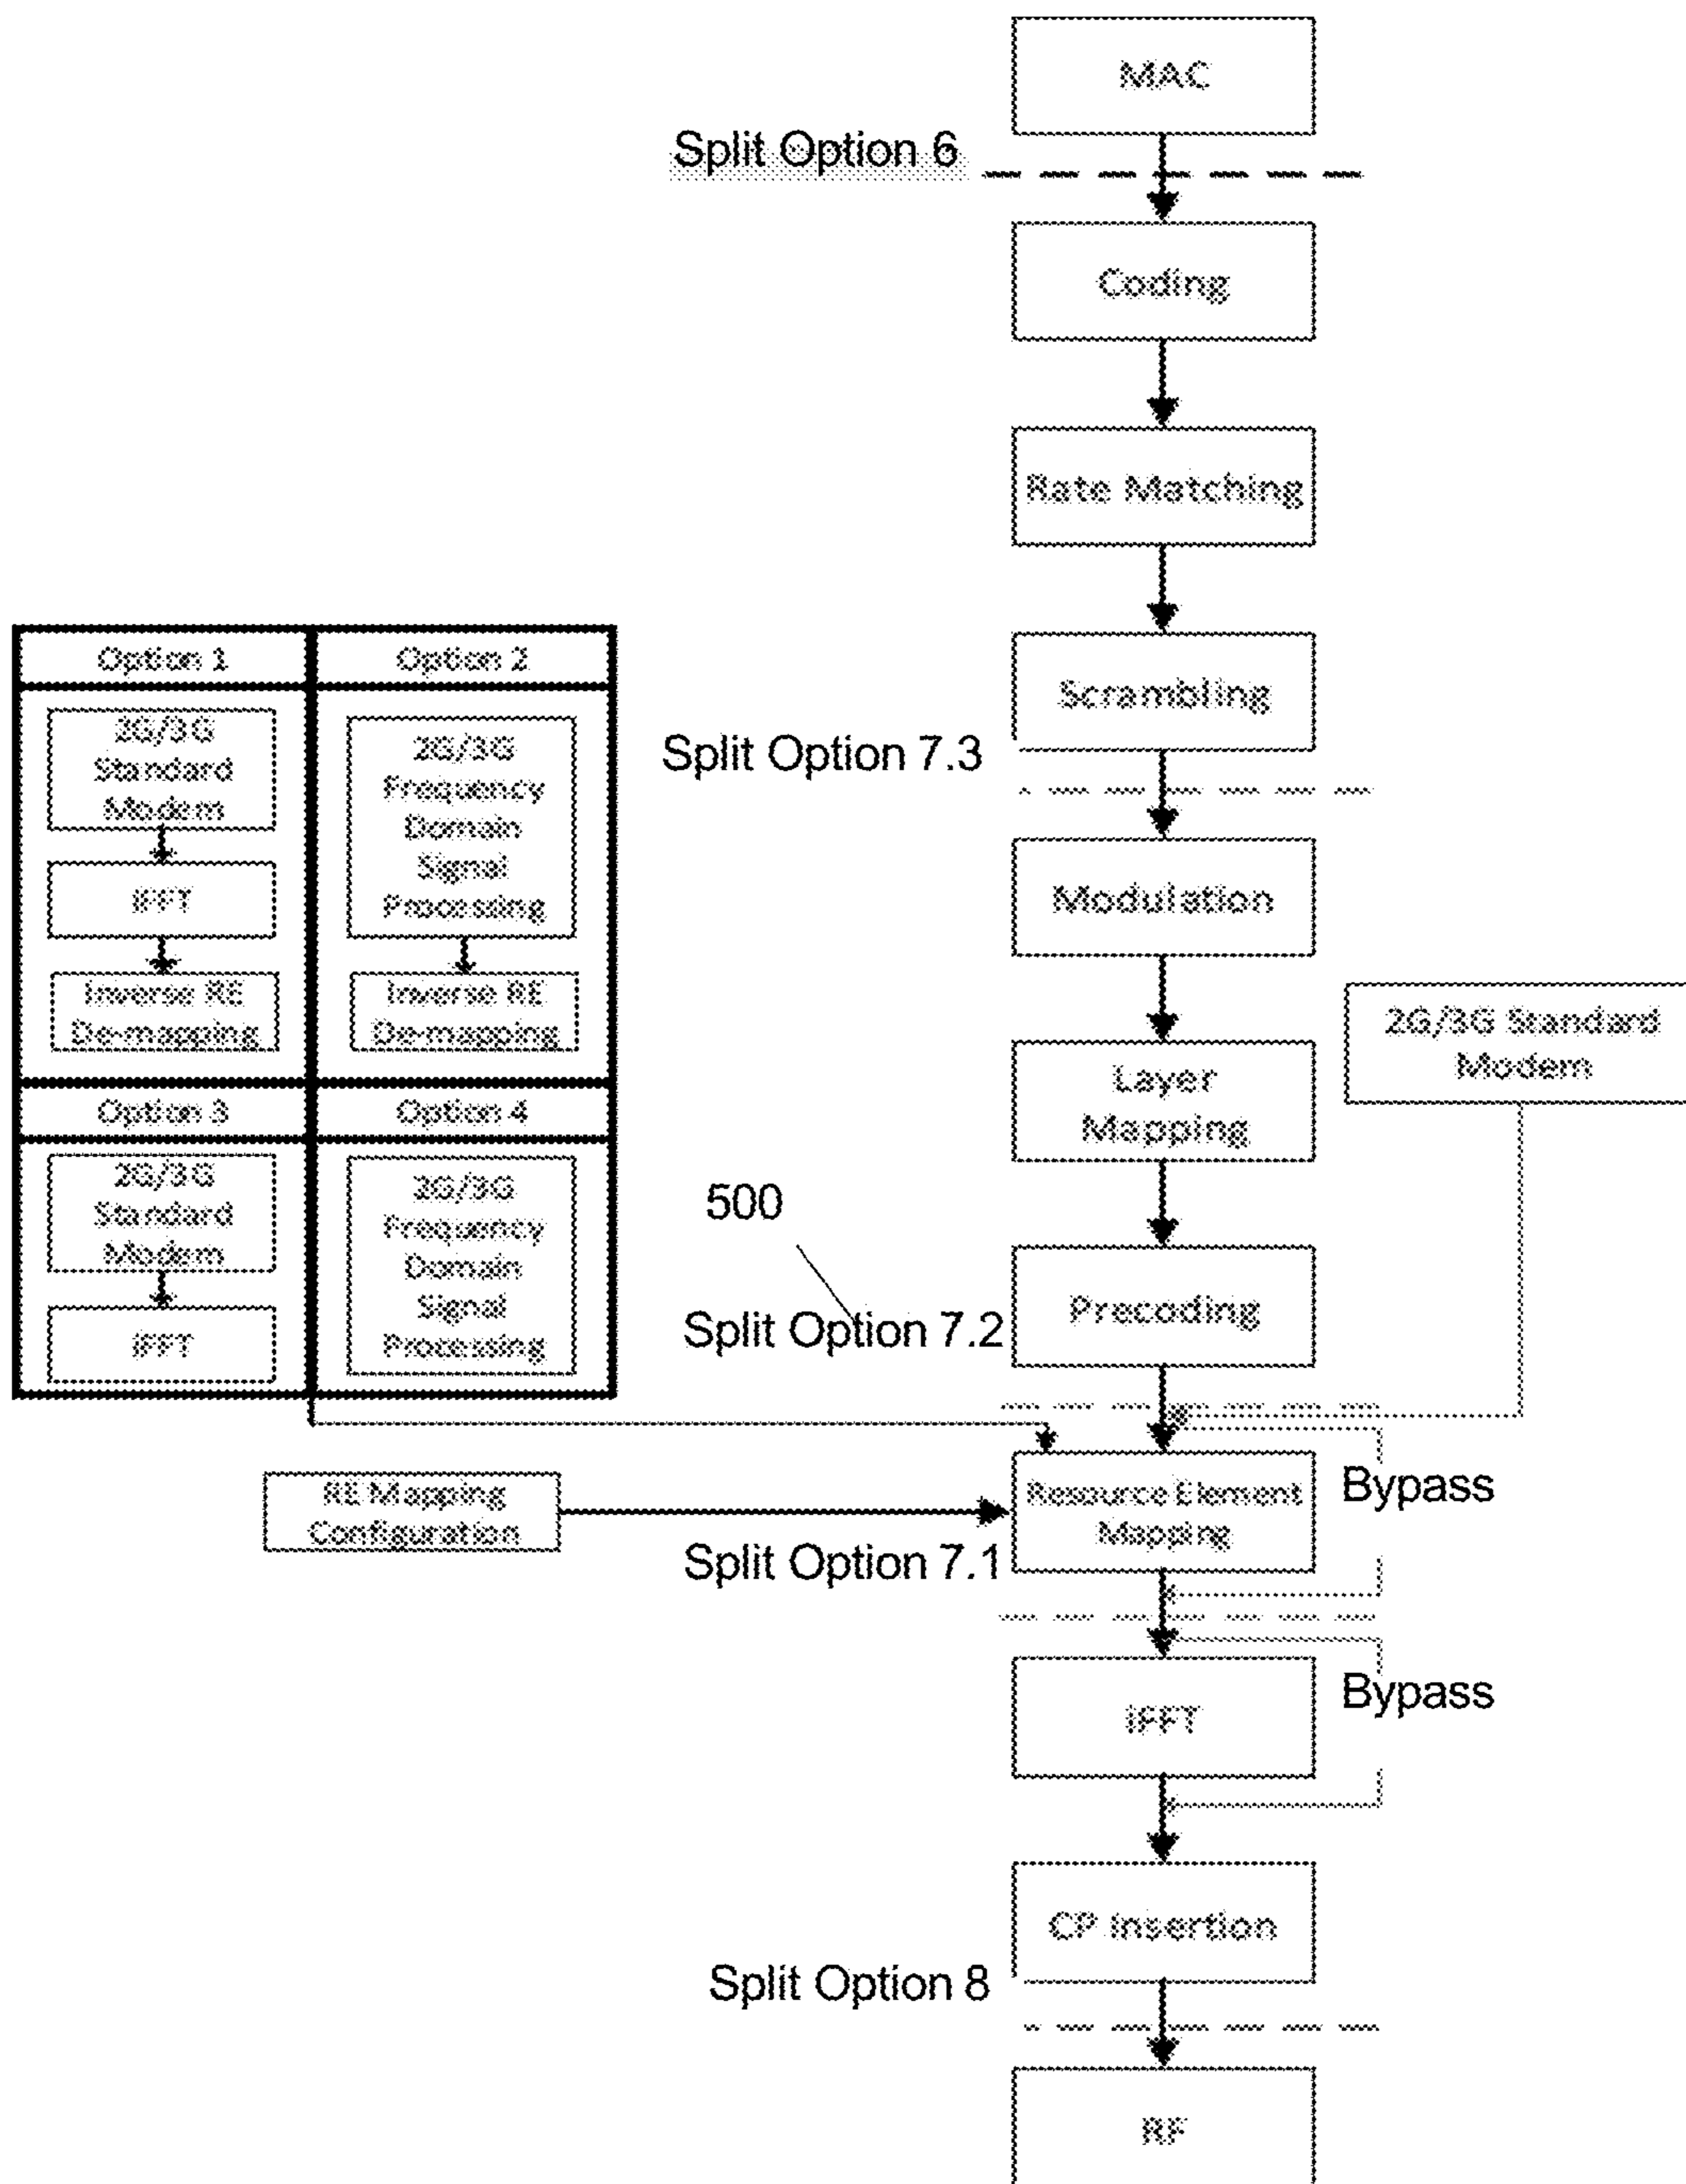 MAC
Split Option 6
Coding
Rate Matching
Scrambling
Split Option 7.3
Modulation
Layer
Mapping
2G/3G Standard
Modem
500
Precoding
Split Option 7.2
Option 1
2G/3G
Standard
Modem
iFFT
Inverse RE
De-mapping
Option 2
2G/3G
Frequency
Domain
Signal
Processing
Inverse RE
De-mapping
Option 3
2G/3G
Standard
Modem
iFFT
Option 4
2G/3G
Frequency
Domain
Signal
Processing
RE Mapping
Configuration
Resource Element
Mapping
Bypass
Split Option 7.1
iFFT
Bypass
CP insertion
Split Option 8
RF